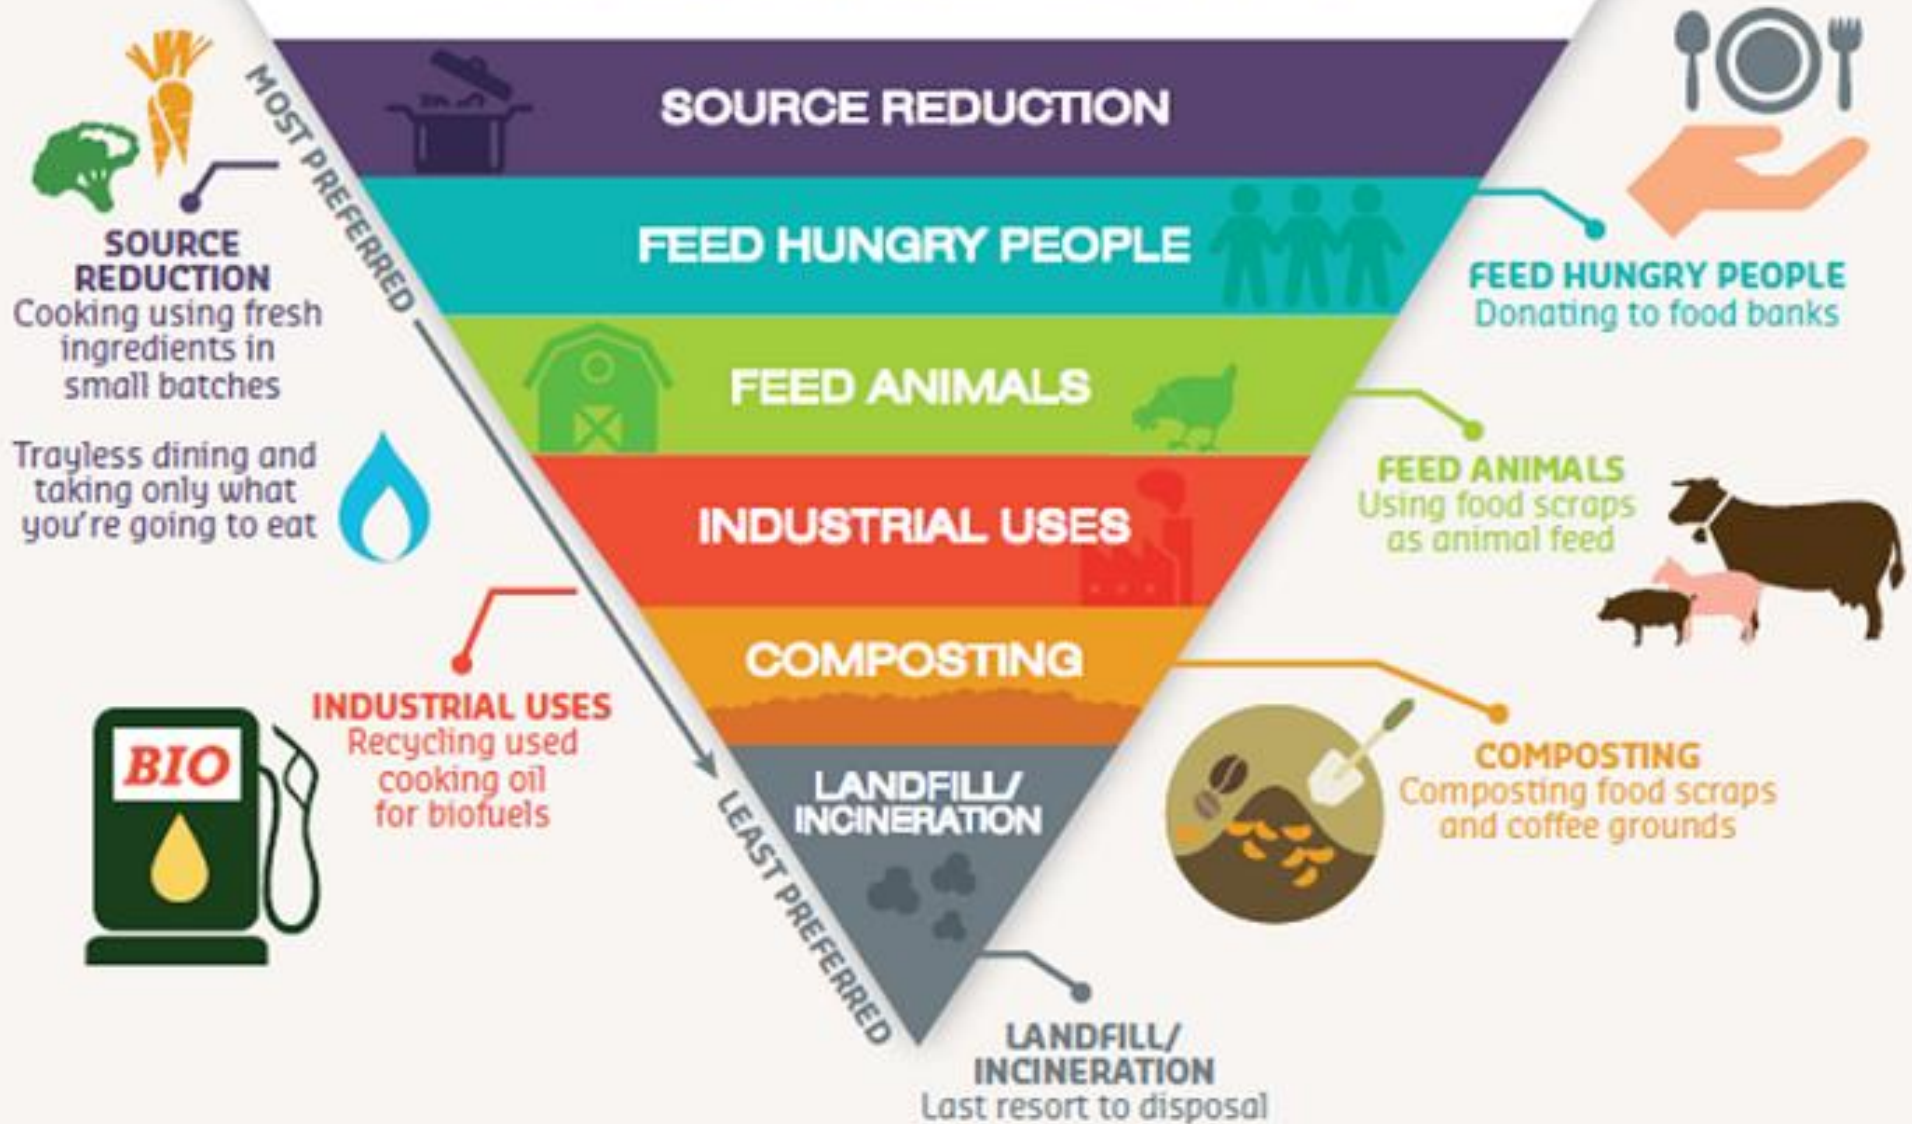 SOURCE REDUCTION
FEED HUNGRY PEOPLE
FEED ANIMALS
INDUSTRIAL USES
COMPOSTING
LANDFILL/
INCINERATION
MOST PREFERRED
LEAST PREFERRED
SOURCE
REDUCTION
Cooking using fresh
ingredients in
small batches
Trayless dining and
taking only what
you're going to eat
FEED HUNGRY PEOPLE
Donating to food banks
FEED ANIMALS
Using food scraps
as animal feed
INDUSTRIAL USES
Recycling used
cooking oil
for biofuels
BIO
COMPOSTING
Composting food scraps
and coffee grounds
LANDFILL/
INCINERATION
Last resort to disposal